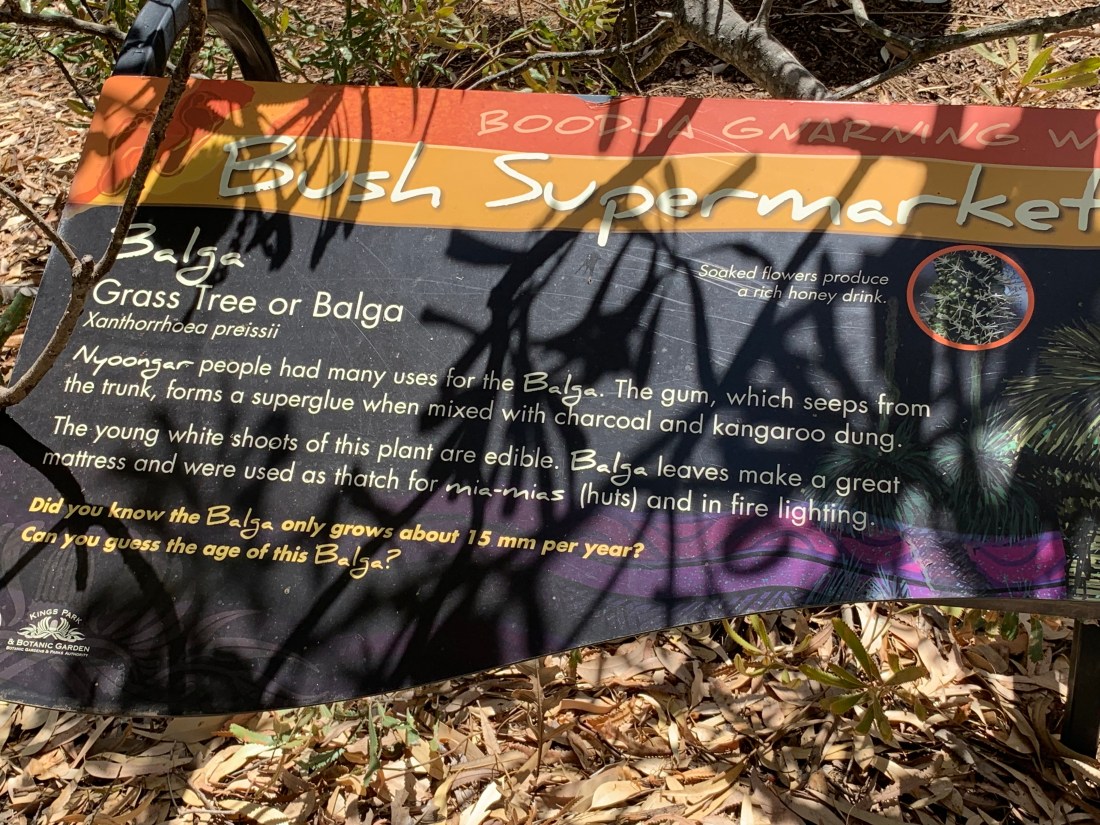 BOODJA GNARNING W
Bush Supermarket
Balga
Grass Tree or Balga
Xanthorrhoea preissii
Soaked flowers produce
a rich honey drink.
Nyoongar people had many uses for the Balga. The gum, which seeps from
the trunk, forms a superglue when mixed with charcoal and kangaroo dung.
The young white shoots of this plant are edible. Balga leaves make a great
mattress and were used as thatch for mia-mias (huts) and in fire lighting.
Did you know the Balga only grows about 15 mm per year?
Can you guess the age of this Balga?
KINGS PARK
& BOTANIC GARDEN
BOTANIC GARDENS & PARKS AUTHORITY